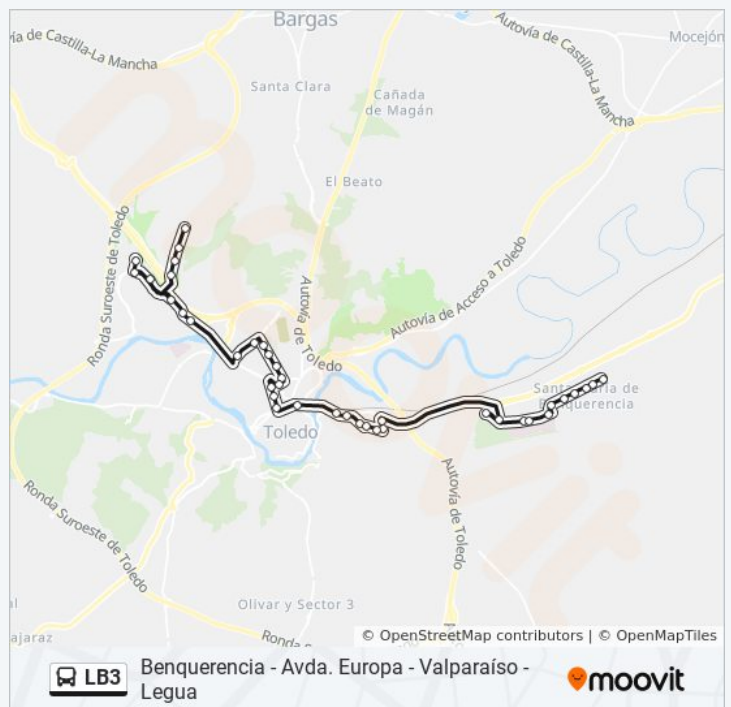 Bargas
Autovía de Castilla-La Mancha
Mocejón
vía de Castilla-La Mancha
Santa Clara
Cañada
de Magán
El Beato
Ronda Suroeste de Toledo
Autovía de Toledo
Autovía de Acceso a Toledo
Santa María de
Benquerencia
Toledo
Ronda Suroeste de Toledo
Autovía de Toledo
Olivar y Sector 3
ajaraz
© OpenStreetMap contributors | © OpenMapTiles
LB3
Benquerencia - Avda. Europa - Valparaíso -
Legua
moovit